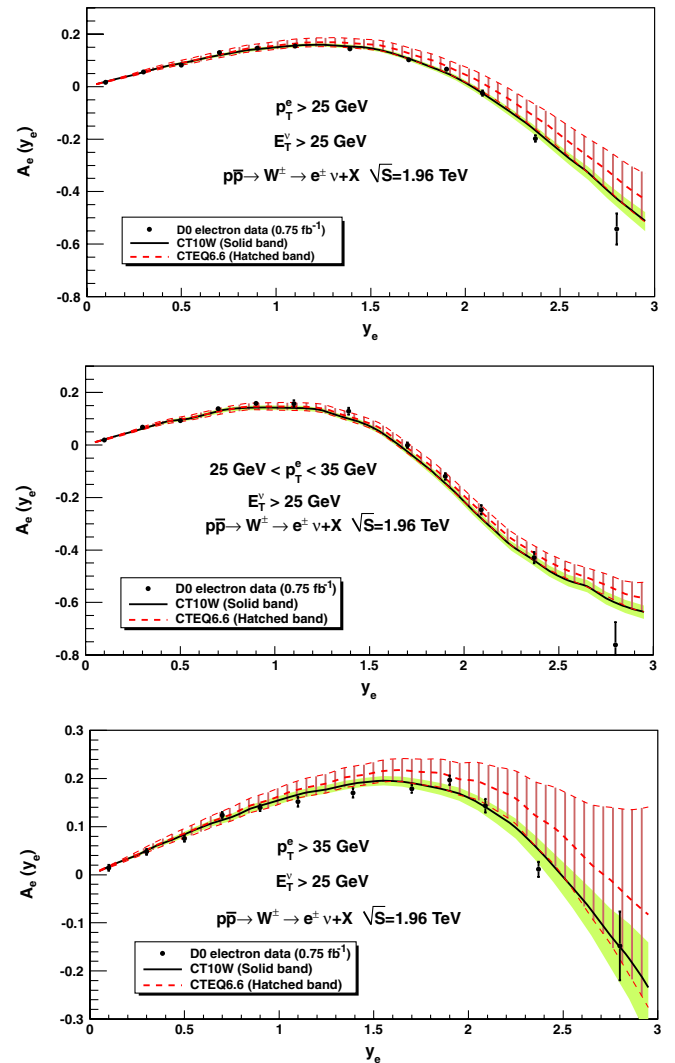 0.2
0
-0.2
-0.4
-0.6
-0.8
A_e (y_e)
p_T^e > 25 GeV
E_T^ν > 25 GeV
pp̅→ W^± → e^± ν+X √S=1.96 TeV
D0 electron data (0.75 fb^-1)
CT10W (Solid band)
CTEQ6.6 (Hatched band)
0 0.5 1 1.5 2 2.5 3
y_e
0.2
0
-0.2
-0.4
-0.6
-0.8
A_e (y_e)
25 GeV < p_T^e < 35 GeV
E_T^ν > 25 GeV
pp̅→ W^± → e^± ν+X √S=1.96 TeV
D0 electron data (0.75 fb^-1)
CT10W (Solid band)
CTEQ6.6 (Hatched band)
0 0.5 1 1.5 2 2.5 3
y_e
0.3
0.2
0.1
0
-0.1
-0.2
-0.3
A_e (y_e)
p_T^e > 35 GeV
E_T^ν > 25 GeV
pp̅→ W^± → e^± ν+X √S=1.96 TeV
D0 electron data (0.75 fb^-1)
CT10W (Solid band)
CTEQ6.6 (Hatched band)
0 0.5 1 1.5 2 2.5 3
y_e